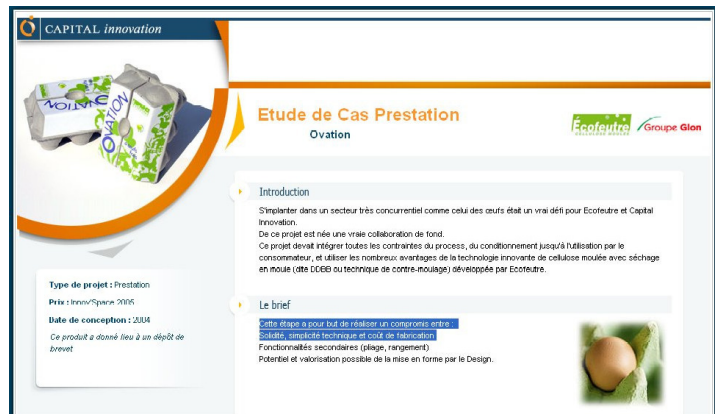 CAPITAL innovation
OVATION
OVATION
Etude de Cas Prestation
Ovation
Écofeutre
CELLULOSE MOULÉE
Groupe Glon
Introduction
S'implanter dans un secteur très concurrentiel comme celui des œufs était un vrai défi pour Ecofeutre et Capital
Innovation.
De ce projet est née une vraie collaboration de fond.
Ce projet devait intégrer toutes les contraintes du process, du conditionnement jusqu'à l'utilisation par le
consommateur, et utiliser les nombreux avantages de la technologie innovante de cellulose moulée avec séchage
en moule (dite DDBB ou technique de contre-moulage) développée par Ecofeutre.
Type de projet : Prestation
Prix : Innov'Space 2005
Date de conception : 2004
Ce produit a donné lieu à un dépôt de
brevet
Le brief
Cette étape a pour but de réaliser un compromis entre :
Solidité, simplicité technique et coût de fabrication
Fonctionnalités secondaires (pliage, rangement)
Potentiel et valorisation possible de la mise en forme par le Design.